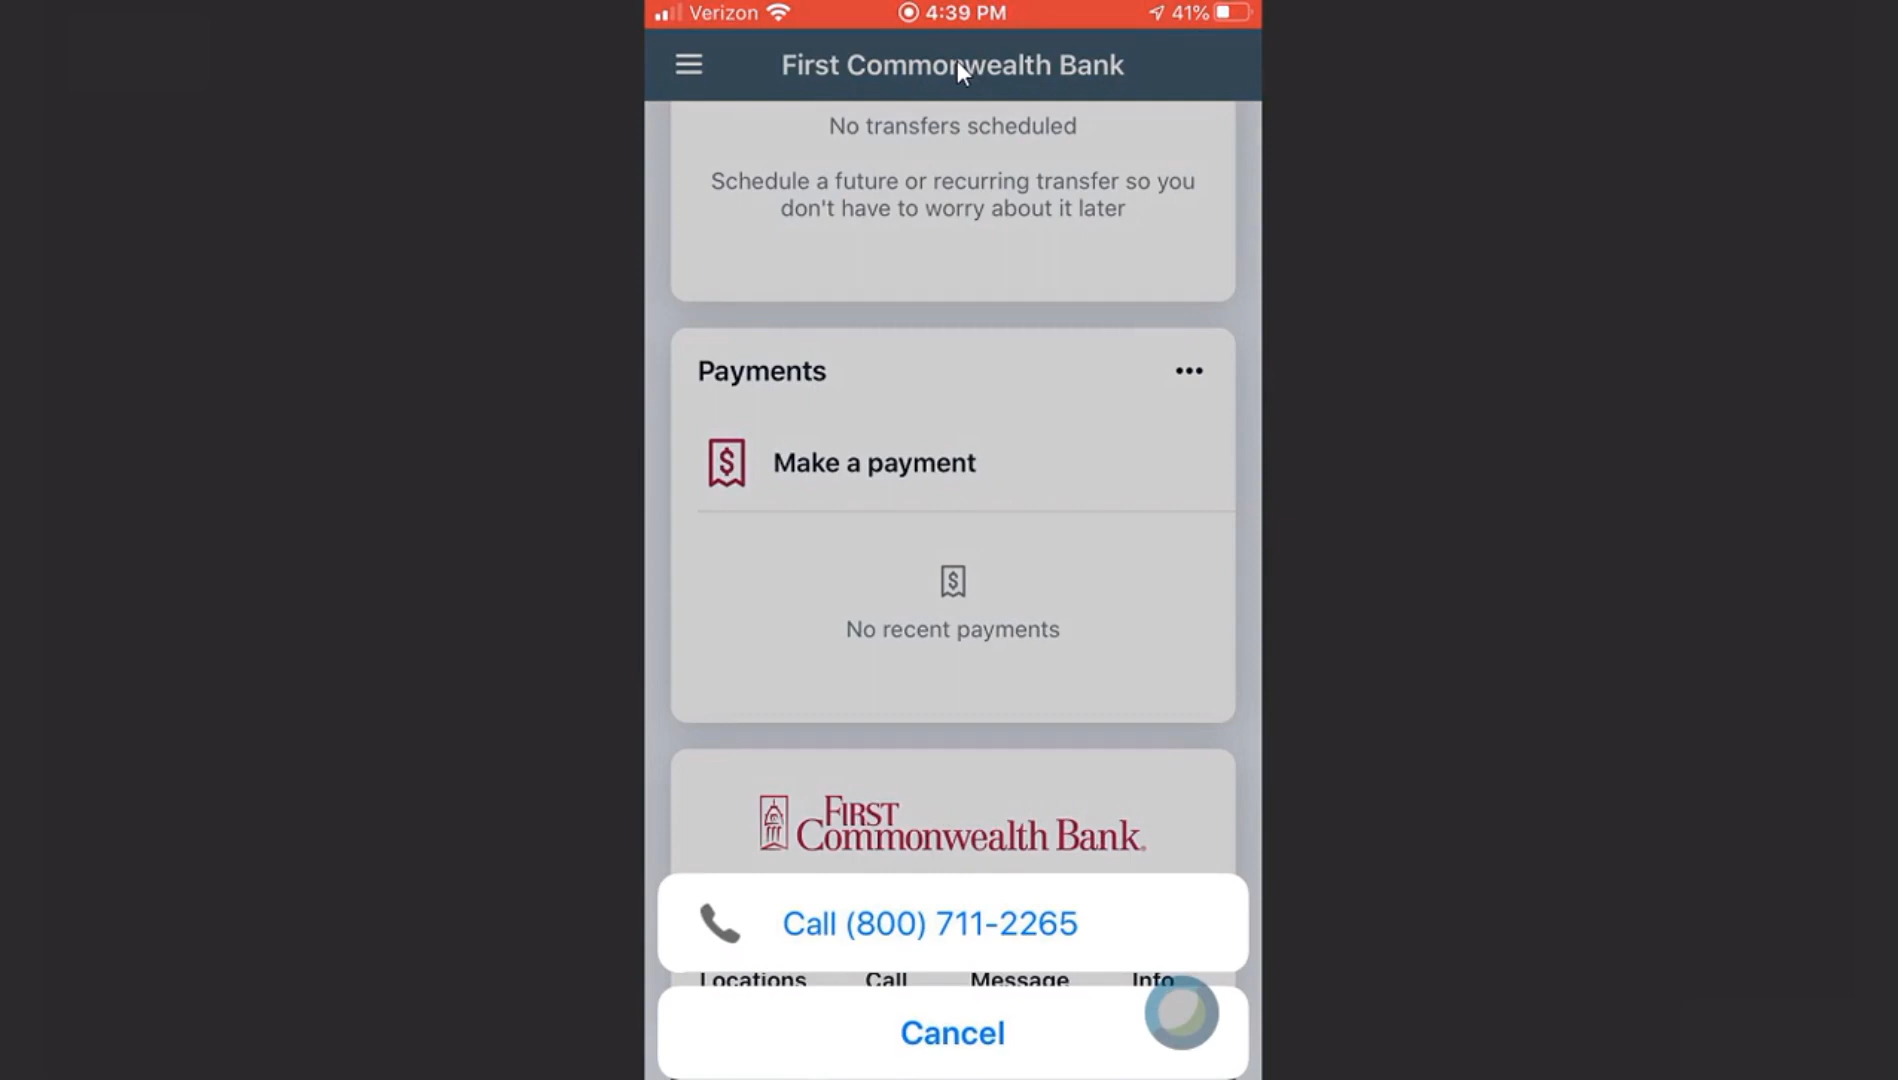 Verizon 4:39 PM 41%
First Commonwealth Bank
No transfers scheduled
Schedule a future or recurring transfer so you
don't have to worry about it later
Payments
Make a payment
$
No recent payments
FIRST
Commonwealth Bank
Call (800) 711-2265
Locations Call Message Info
Cancel